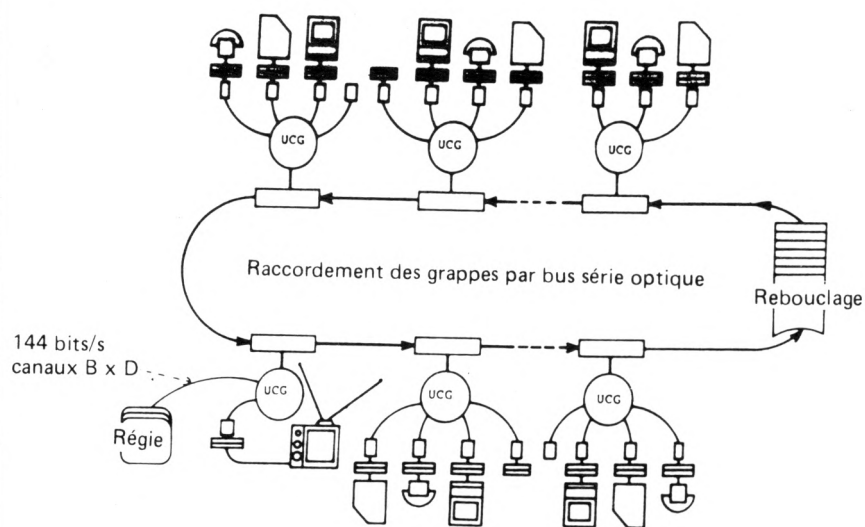 UCG
UCG
UCG
Raccordement des grappes par bus série optique
Rebouclage
144 bits/s
canaux B x D
UCG
UCG
UCG
Régie